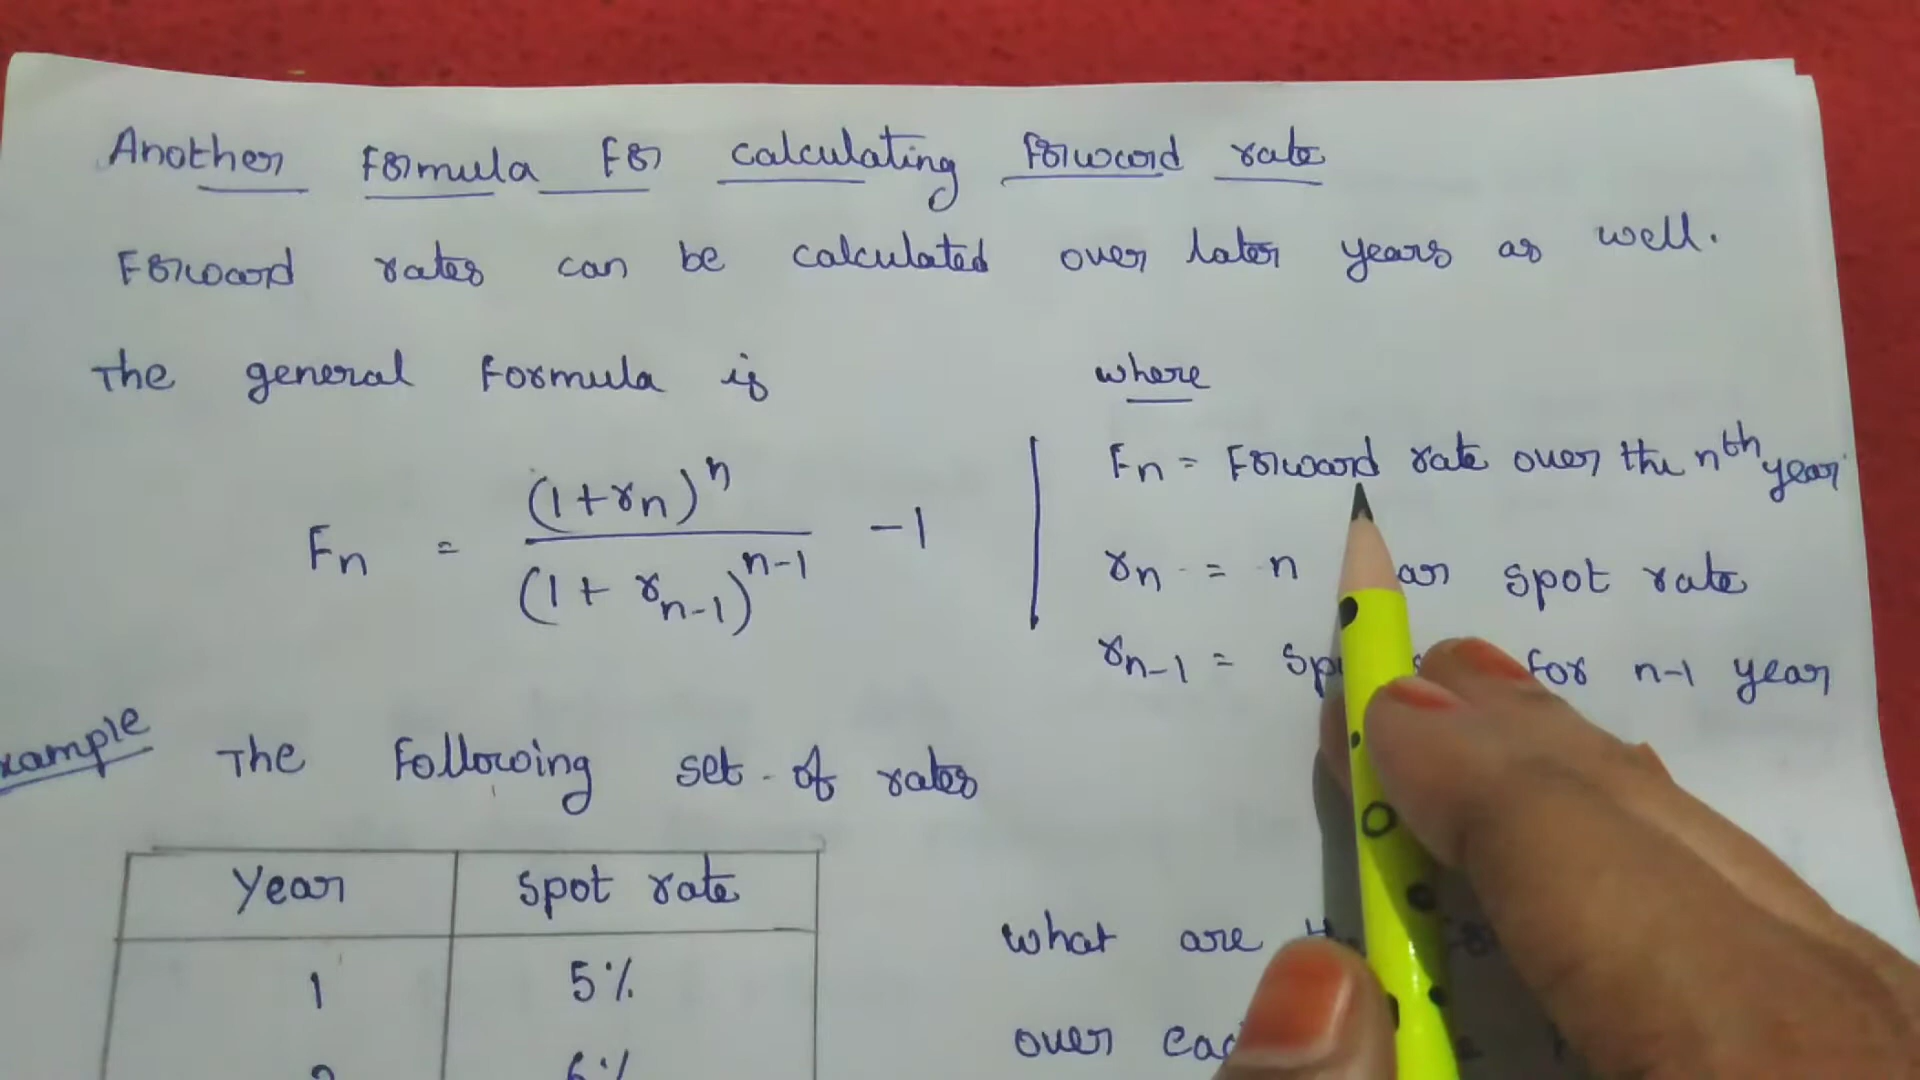 Another formula for calculating forward rate
Forward rates can be calculated over later years as well.
The general formula is
Fn = (1+rn)^n / (1+r_{n-1})^{n-1} - 1
where
Fn = Forward rate over the nth year
rn = n spot rate
rn-1 = for n-1 year
The following set of rates
Year Spot rate
1 5%
6%
what are
over